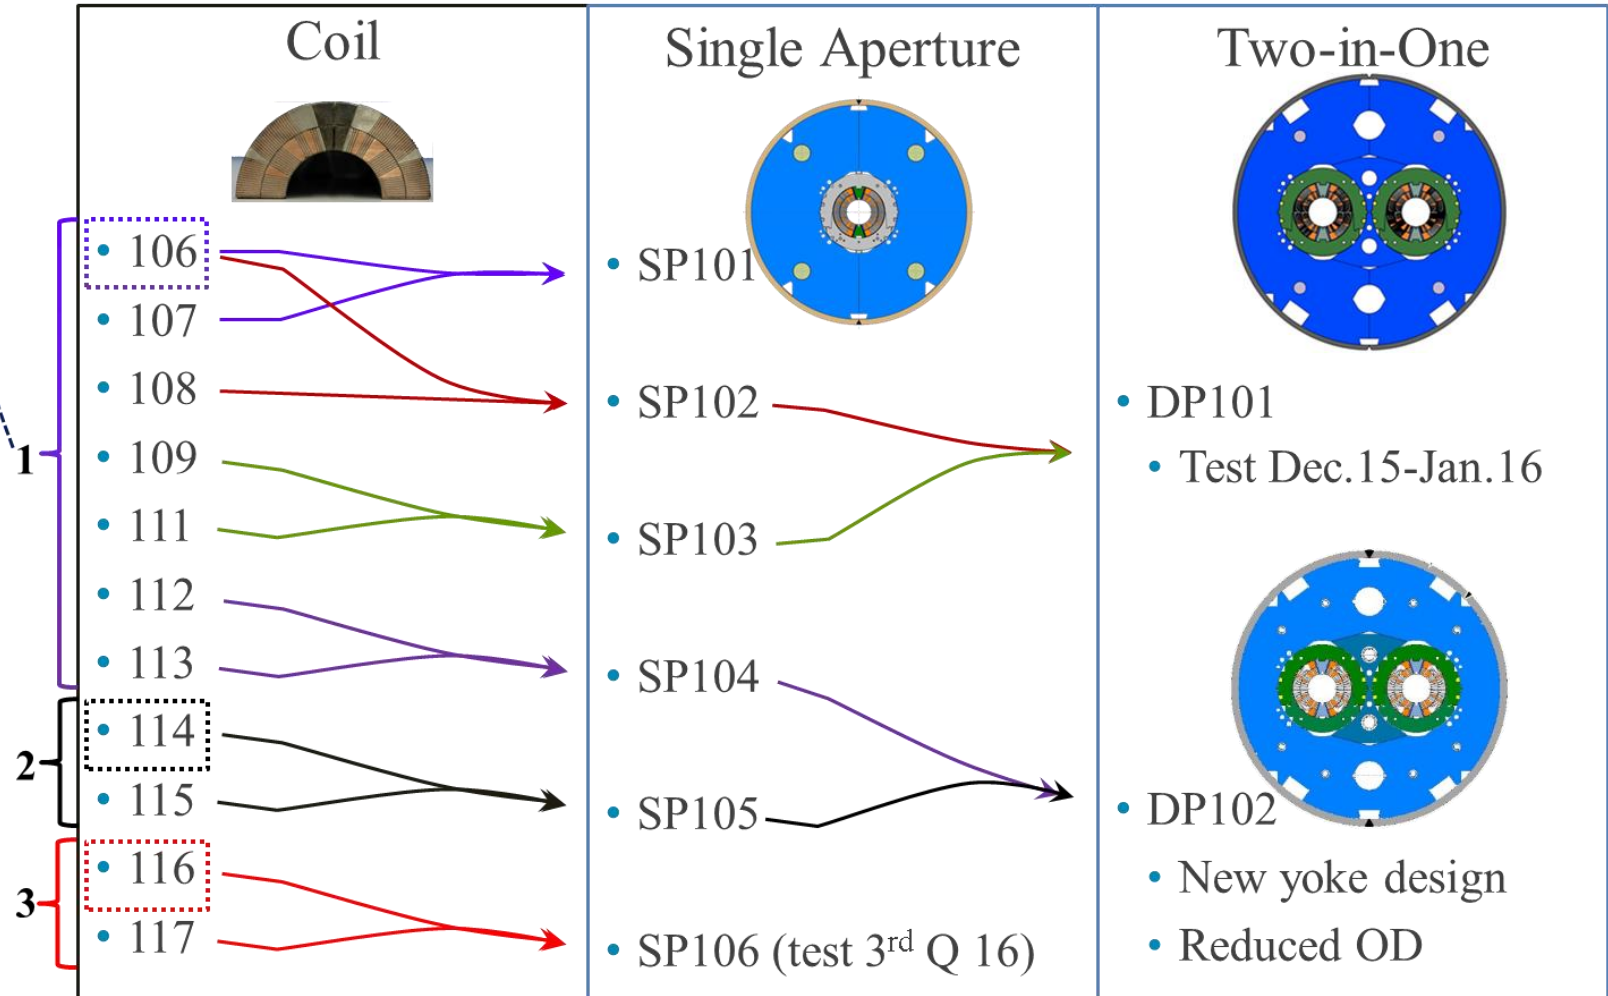 Coil
Single Aperture
Two-in-One
1
• 106
• 107
• 108
• 109
• 111
• 112
• 113
2
• 114
• 115
3
• 116
• 117
• SP101
• SP102
• SP103
• SP104
• SP105
• SP106 (test 3rd Q 16)
• DP101
• Test Dec.15-Jan.16
• DP102
• New yoke design
• Reduced OD